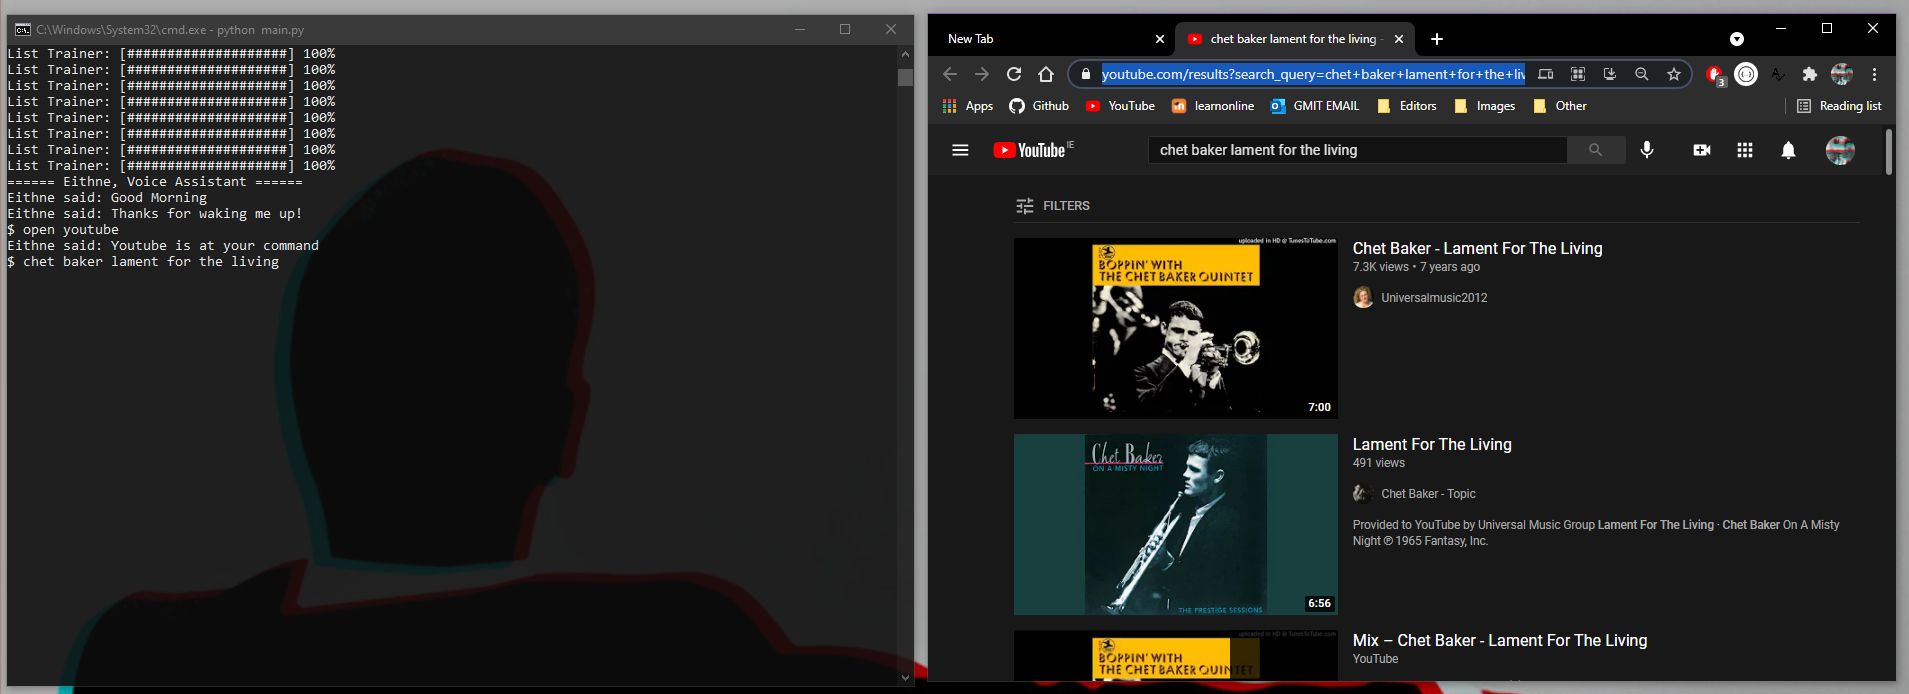 C:\Windows\System32\cmd.exe - python  main.py
List Trainer: [####################] 100%
List Trainer: [####################] 100%
List Trainer: [####################] 100%
List Trainer: [####################] 100%
List Trainer: [####################] 100%
List Trainer: [####################] 100%
List Trainer: [####################] 100%
List Trainer: [####################] 100%
====== Eithne, Voice Assistant ======
Eithne said: Good Morning
Eithne said: Thanks for waking me up!
$ open youtube
Eithne said: Youtube is at your command
$ chet baker lament for the living
New Tab
chet baker lament for the living -
youtube.com/results?search_query=chet+baker+lament+for+the+liv
3
Apps Github YouTube learnonline GMIT EMAIL Editors Images Other Reading list
YouTube IE
chet baker lament for the living
FILTERS
uploaded in HD @ TunesToTube.com
BOPPIN' WITH
THE CHET BAKER QUINTET
7:00
Chet Baker - Lament For The Living
7.3K views • 7 years ago
Universalmusic2012
Chet Baker
ON A MISTY NIGHT
THE PRESTIGE SESSIONS
6:56
Lament For The Living
491 views
Chet Baker - Topic
Provided to YouTube by Universal Music Group Lament For The Living · Chet Baker On A Misty
Night ℗ 1965 Fantasy, Inc.
uploaded in HD @ TunesToTube.com
BOPPIN' WITH
THE CHET BAKER QUINTET
Mix – Chet Baker - Lament For The Living
YouTube